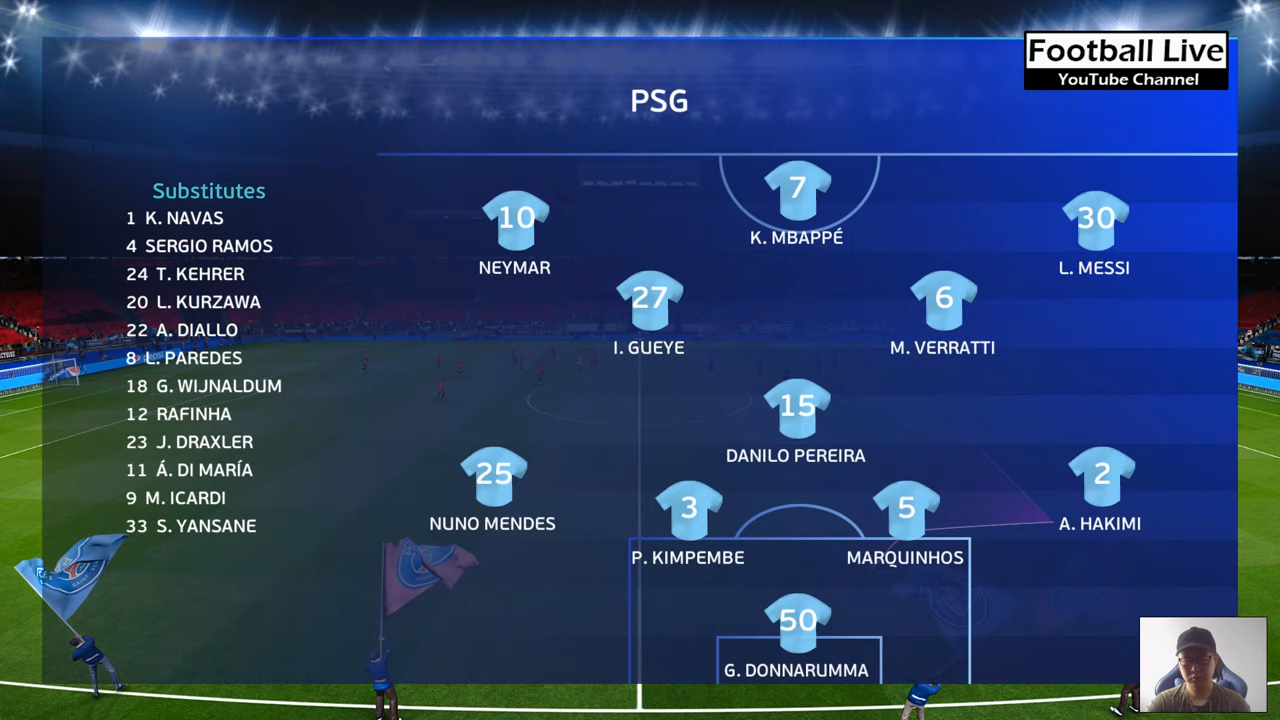 Football Live
YouTube Channel
PSG
Substitutes
1 K. NAVAS
4 SERGIO RAMOS
24 T. KEHRER
20 L. KURZAWA
22 A. DIALLO
8 L. PAREDES
18 G. WIJNALDUM
12 RAFINHA
23 J. DRAXLER
11 Á. DI MARÍA
9 M. ICARDI
33 S. YANSANE
7
K. MBAPPÉ
10
NEYMAR
30
L. MESSI
27
I. GUEYE
6
M. VERRATTI
15
DANILO PEREIRA
25
NUNO MENDES
3
P. KIMPEMBE
5
MARQUINHOS
2
A. HAKIMI
50
G. DONNARUMMA